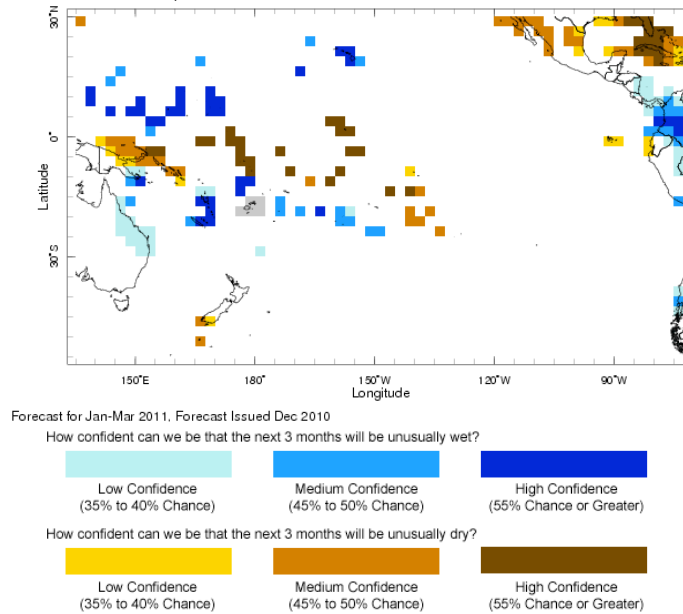 30˚N
0˚
30˚S
Latitude
150˚E
180˚
150˚W
120˚W
90˚W
Longitude
Forecast for Jan-Mar 2011, Forecast Issued Dec 2010
How confident can we be that the next 3 months will be unusually wet?
Low Confidence Medium Confidence High Confidence
(35% to 40% Chance) (45% to 50% Chance) (55% Chance or Greater)
How confident can we be that the next 3 months will be unusually dry?
Low Confidence Medium Confidence High Confidence
(35% to 40% Chance) (45% to 50% Chance) (55% Chance or Greater)